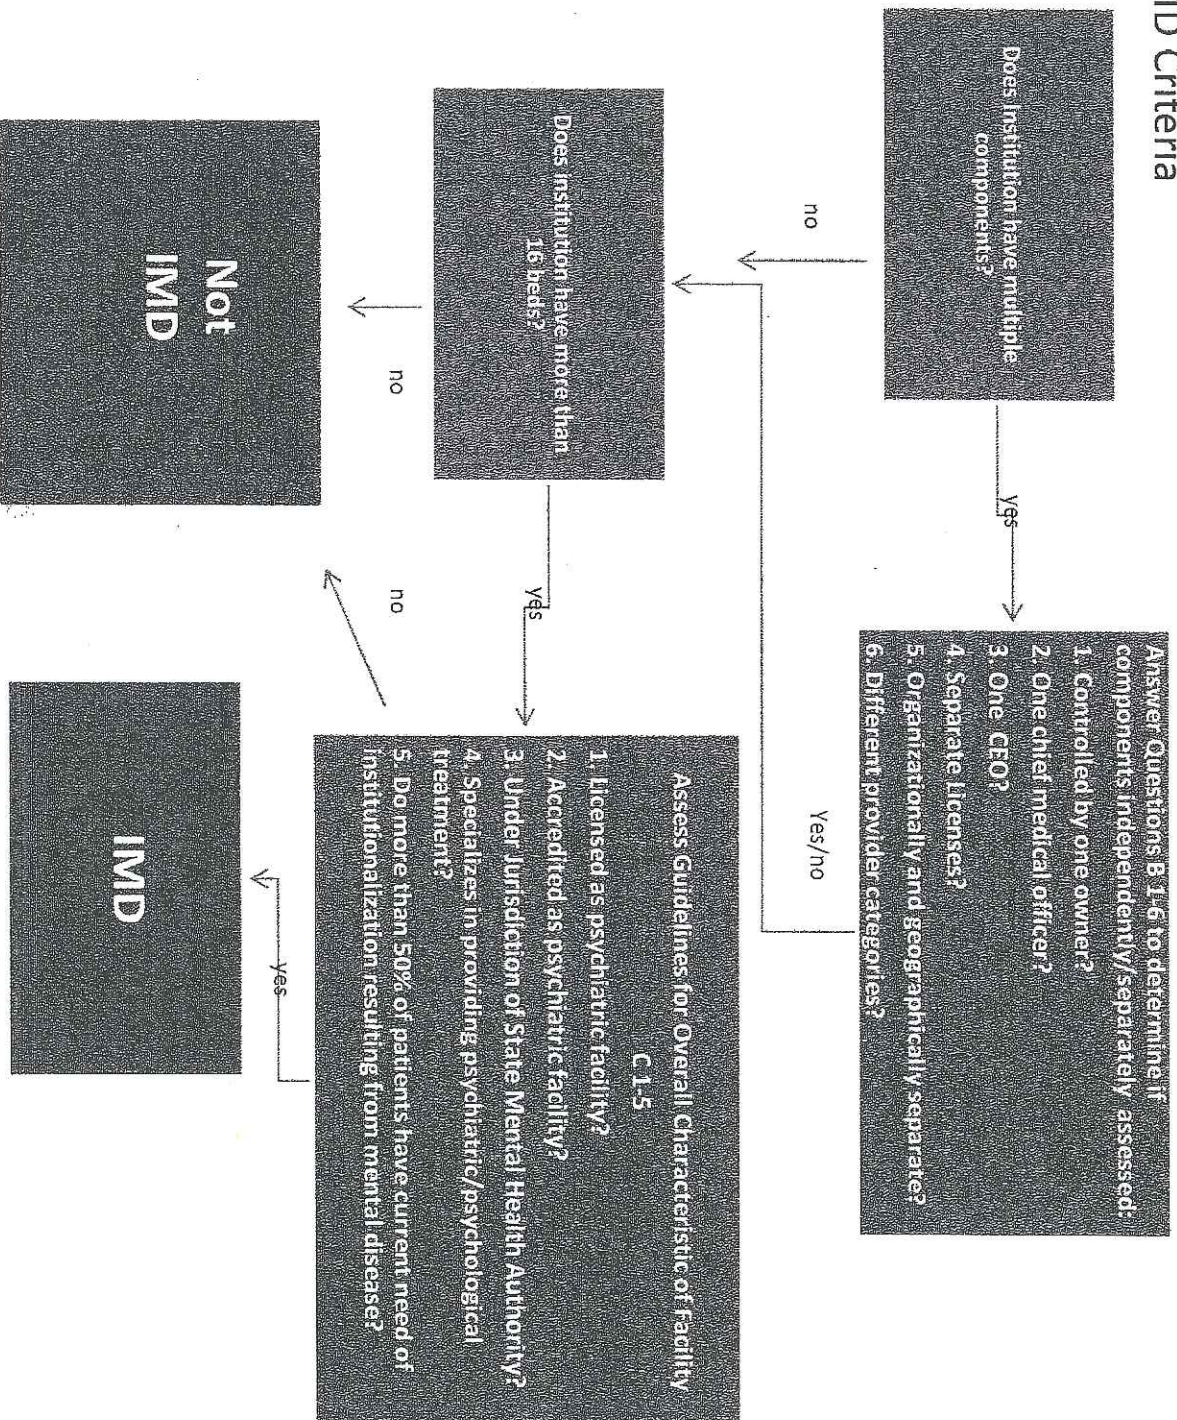 ID Criteria
Does Institution have multiple
components?
yes
no
Answer Questions B 1-6 to determine if
components independently/separately assessed:
1. Controlled by one owner?
2. One chief medical officer?
3. One CEO?
4. Separate Licenses?
5. Organizationally and geographically separate?
6. Different provider categories?
Yes/no
Does institution have more than
16 beds?
yes
no
Assess Guidelines for Overall Characteristic of Facility
C 1-5
1. Licensed as psychiatric facility?
2. Accredited as psychiatric facility?
3. Under Jurisdiction of State Mental Health Authority?
4. Specializes in providing psychiatric/psychological
treatment?
5. Do more than 50% of patients have current need of
institutionalization resulting from mental disease?
no
yes
Not
IMD
IMD